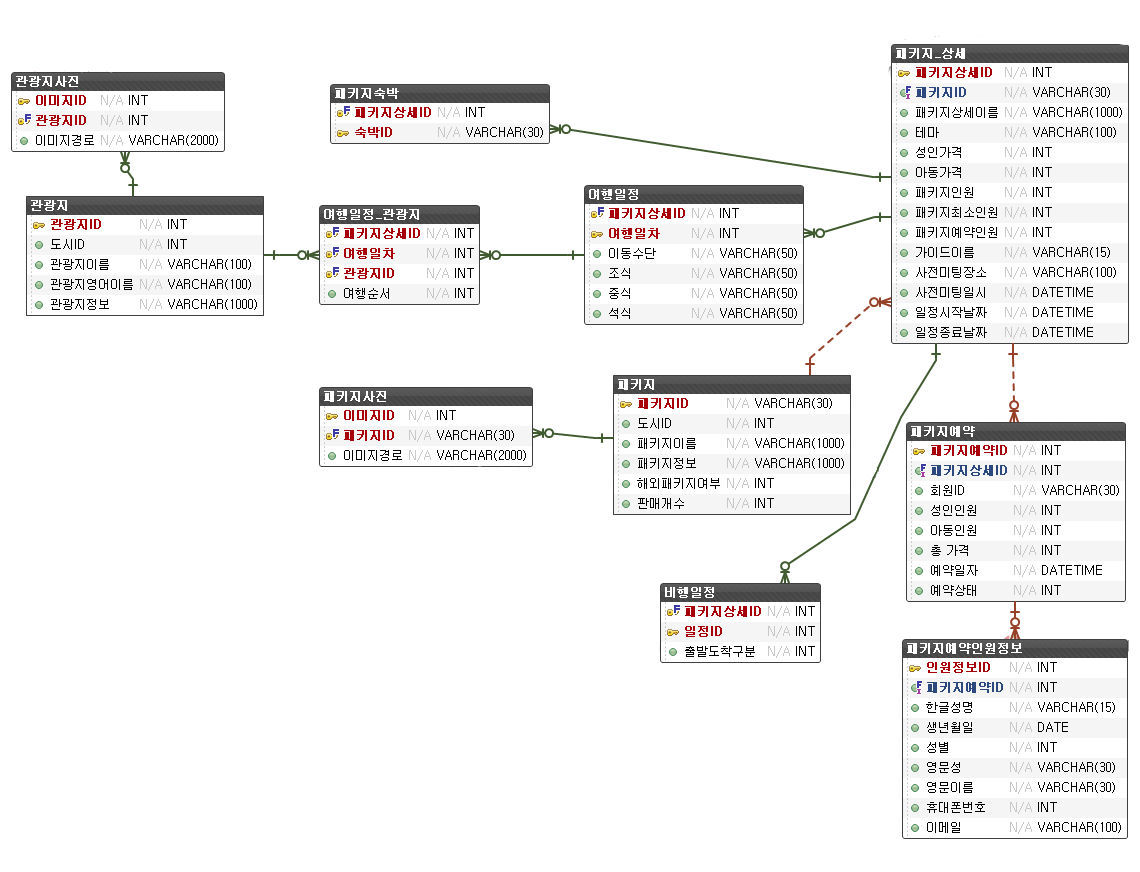 관광지사진
이미지ID N/A INT
관광지ID N/A INT
이미지경로 N/A VARCHAR(2000)
관광지
관광지ID N/A INT
도시ID N/A INT
관광지이름 N/A VARCHAR(100)
관광지영어이름 N/A VARCHAR(100)
관광지정보 N/A VARCHAR(1000)
패키지숙박
패키지상세ID N/A INT
숙박ID N/A VARCHAR(30)
여행일정_관광지
패키지상세ID N/A INT
여행일차 N/A INT
관광지ID N/A INT
여행순서 N/A INT
여행일정
패키지상세ID N/A INT
여행일차 N/A INT
이동수단 N/A VARCHAR(50)
조식 N/A VARCHAR(50)
중식 N/A VARCHAR(50)
석식 N/A VARCHAR(50)
패키지_상세
패키지상세ID N/A INT
패키지ID N/A VARCHAR(30)
패키지상세이름 N/A VARCHAR(1000)
테마 N/A VARCHAR(100)
성인가격 N/A INT
아동가격 N/A INT
패키지인원 N/A INT
패키지최소인원 N/A INT
패키지예약인원 N/A INT
가이드이름 N/A VARCHAR(15)
사전미팅장소 N/A VARCHAR(100)
사전미팅일시 N/A DATETIME
일정시작날짜 N/A DATETIME
일정종료날짜 N/A DATETIME
패키지사진
이미지ID N/A INT
패키지ID N/A VARCHAR(30)
이미지경로 N/A VARCHAR(2000)
패키지
패키지ID N/A VARCHAR(30)
도시ID N/A INT
패키지이름 N/A VARCHAR(1000)
패키지정보 N/A VARCHAR(1000)
해외패키지여부 N/A INT
판매개수 N/A INT
패키지예약
패키지예약ID N/A INT
패키지상세ID N/A INT
회원ID N/A VARCHAR(30)
성인인원 N/A INT
아동인원 N/A INT
총 가격 N/A INT
예약일자 N/A DATETIME
예약상태 N/A INT
비행일정
패키지상세ID N/A INT
일정ID N/A INT
출발도착구분 N/A INT
패키지예약인원정보
인원정보ID N/A INT
패키지예약ID N/A INT
한글성명 N/A VARCHAR(15)
생년월일 N/A DATE
성별 N/A INT
영문성 N/A VARCHAR(30)
영문이름 N/A VARCHAR(30)
휴대폰번호 N/A INT
이메일 N/A VARCHAR(100)